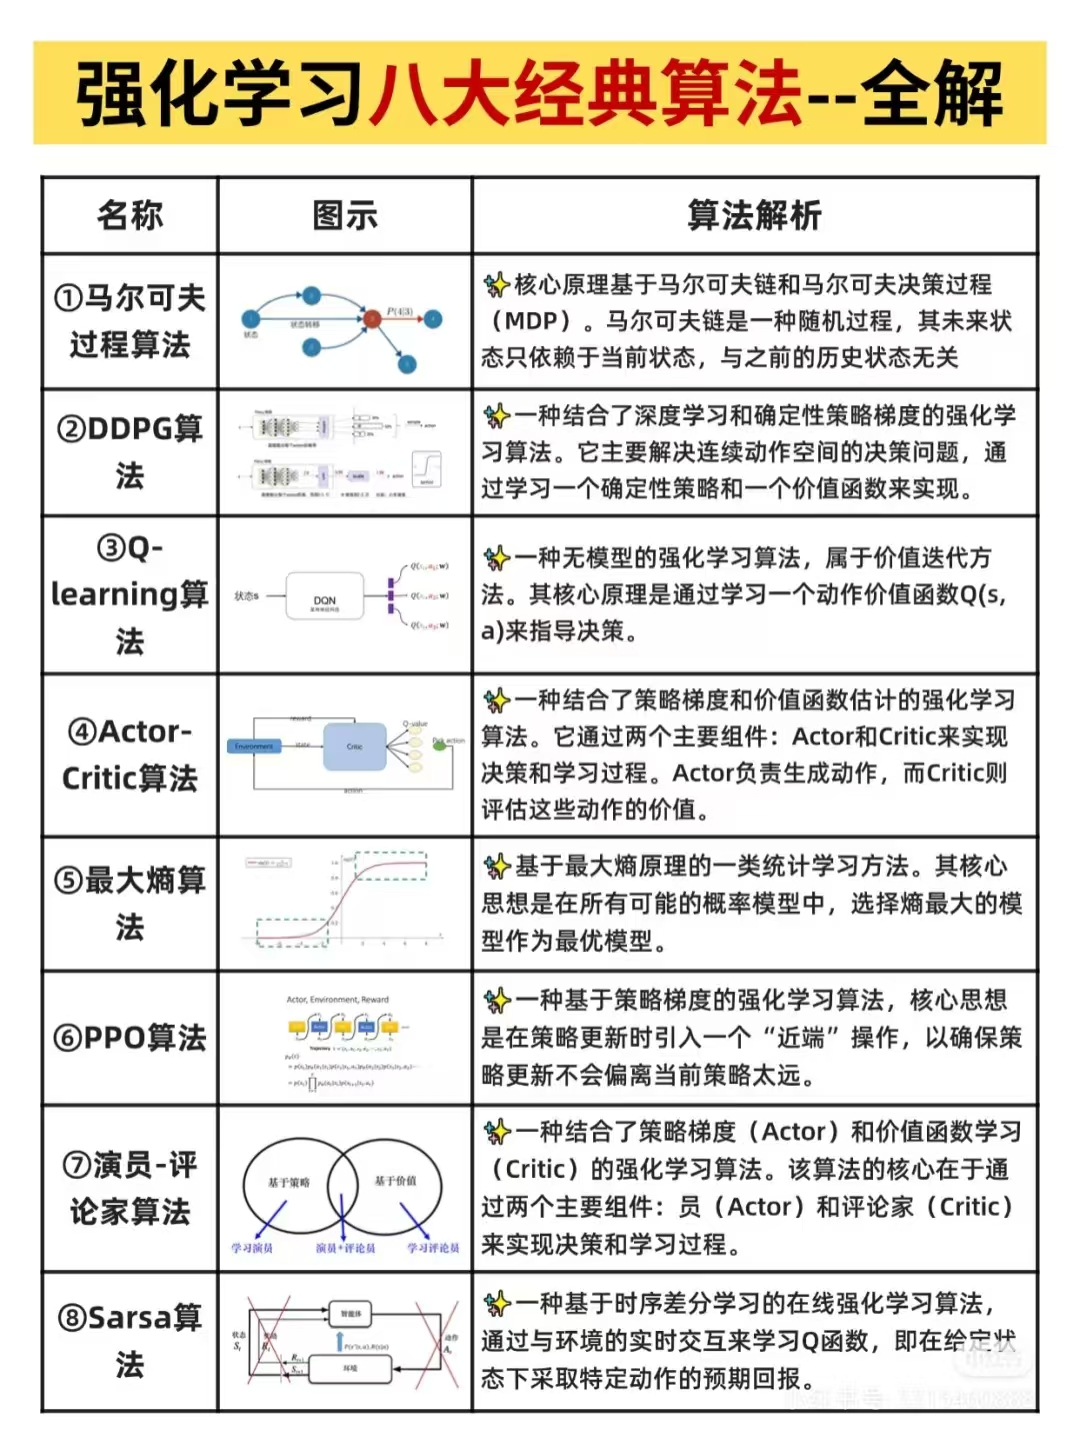 强化学习八大经典算法--全解
名称
图示
算法解析
①马尔可夫
过程算法
状态
状态转移
P(4|3)
✨核心原理基于马尔可夫链和马尔可夫决策过程
（MDP）。马尔可夫链是一种随机过程，其未来状
态只依赖于当前状态，与之前的历史状态无关
②DDPG算
法
action
action
action
✨一种结合了深度学习和确定性策略梯度的强化学
习算法。它主要解决连续动作空间的决策问题，通
过学习一个确定性策略和一个价值函数来实现。
③Q-
learning算
法
状态s
DQN
✨一种无模型的强化学习算法，属于价值迭代方
法。其核心原理是通过学习一个动作价值函数Q(s,
a)来指导决策。
④Actor-
Critic算法
reward
Environment
state
Critic
Q-value
action
action
✨一种结合了策略梯度和价值函数估计的强化学习
算法。它通过两个主要组件：Actor和Critic来实现
决策和学习过程。Actor负责生成动作，而Critic则
评估这些动作的价值。
⑤最大熵算
法
✨基于最大熵原理的一类统计学习方法。其核心
思想是在所有可能的概率模型中，选择熵最大的模
型作为最优模型。
⑥PPO算法
Actor, Environment, Reward
Trajectory
✨一种基于策略梯度的强化学习算法，核心思想
是在策略更新时引入一个“近端”操作，以确保策
略更新不会偏离当前策略太远。
⑦演员-评
论家算法
基于策略
基于价值
学习演员
演员+评论员
学习评论员
✨一种结合了策略梯度（Actor）和价值函数学习
（Critic）的强化学习算法。该算法的核心在于通
过两个主要组件：员（Actor）和评论家（Critic）
来实现决策和学习过程。
⑧Sarsa算
法
智能体
状态
动作
环境
✨一种基于时序差分学习的在线强化学习算法，
通过与环境的实时交互来学习Q函数，即在给定状
态下采取特定动作的预期回报。
小红书